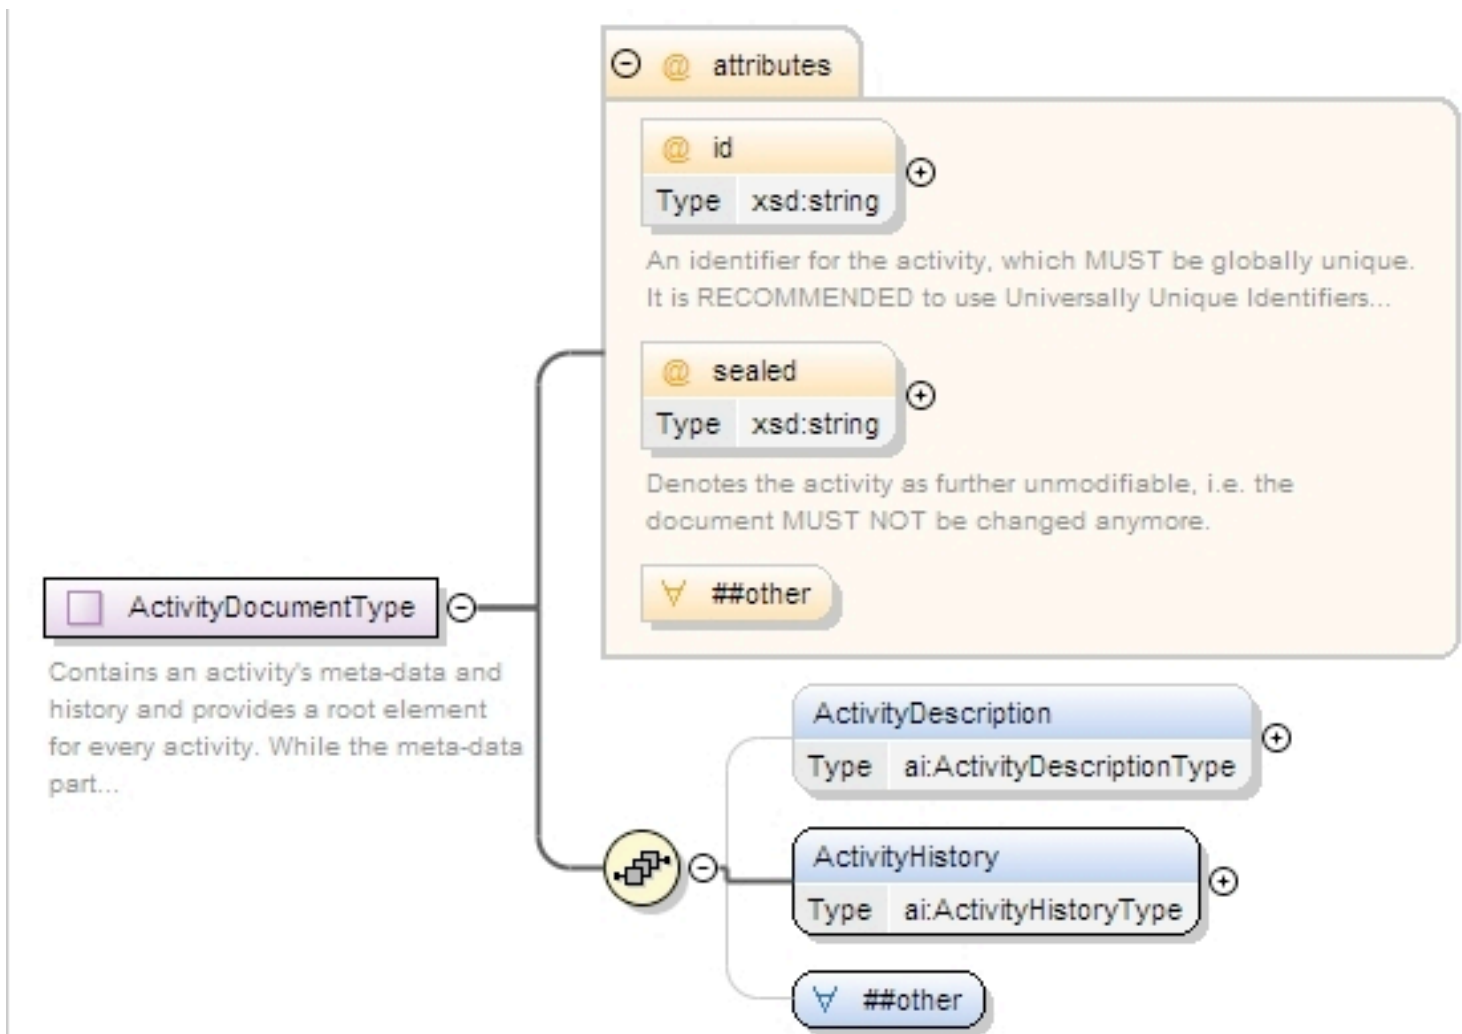 @ attributes
@ id
Type xsd:string
An identifier for the activity, which MUST be globally unique.
It is RECOMMENDED to use Universally Unique Identifiers...
@ sealed
Type xsd:string
Denotes the activity as further unmodifiable, i.e. the
document MUST NOT be changed anymore.
∀ ##other
ActivityDocumentType
Contains an activity's meta-data and
history and provides a root element
for every activity. While the meta-data
part...
ActivityDescription
Type ai:ActivityDescriptionType
ActivityHistory
Type ai:ActivityHistoryType
∀ ##other